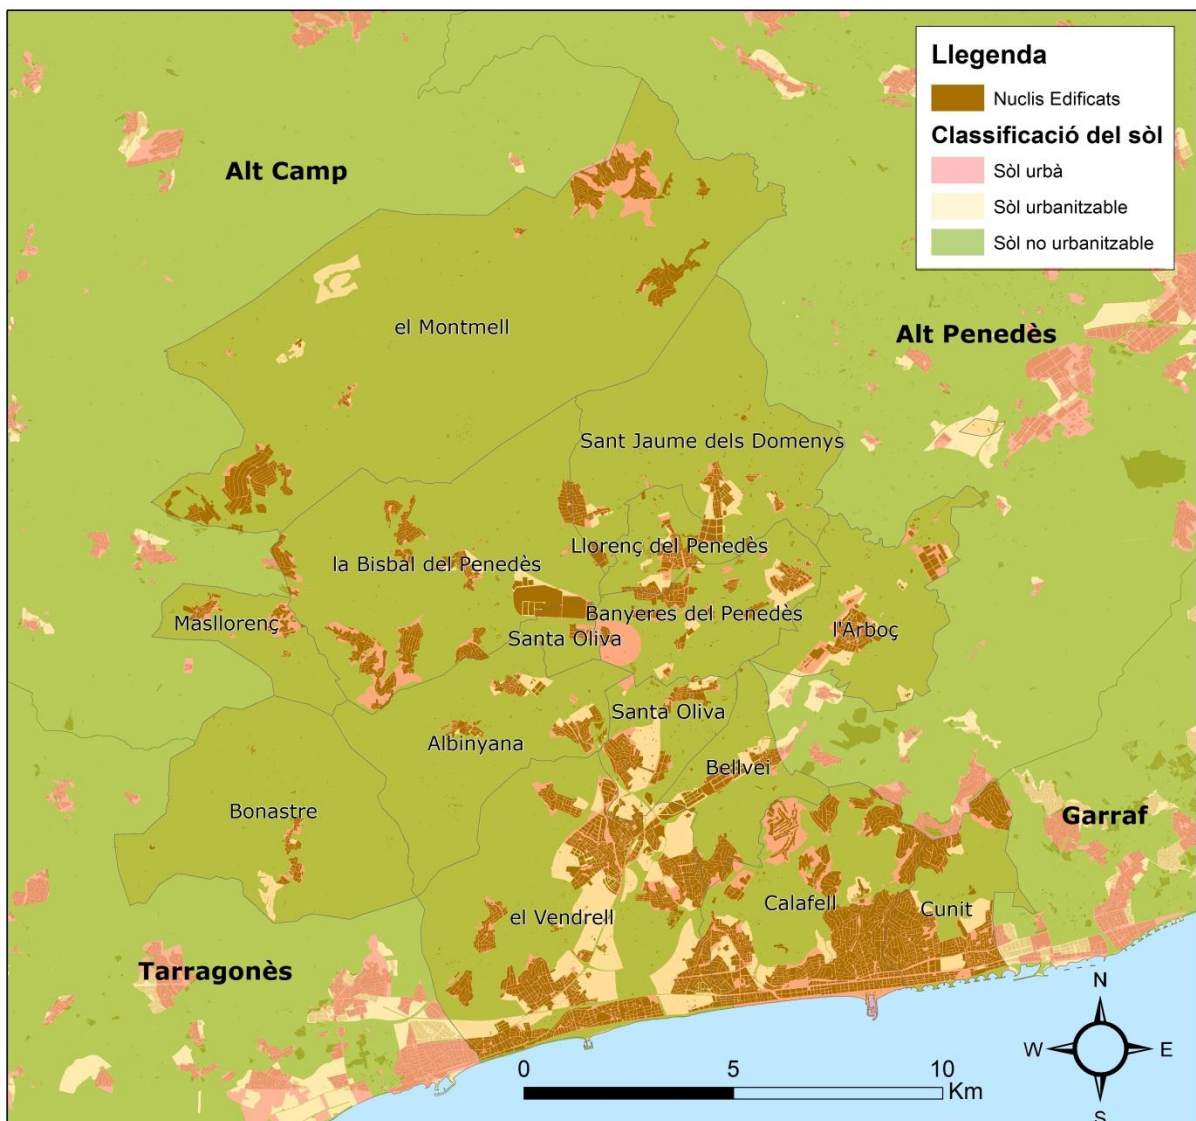 Llegenda
Nuclis Edificats
Classificació del sòl
Sòl urbà
Sòl urbanitzable
Sòl no urbanitzable
Alt Camp
el Montmell
Alt Penedès
Sant Jaume dels Domenys
Llorenç del Penedès
la Bisbal del Penedès
Banyeres del Penedès
Masllorenç
l'Arboç
Santa Oliva
Santa Oliva
Albinyana
Bellvei
Bonastre
Garraf
Calafell
Cunit
el Vendrell
Tarragonès
N
W
E
S
0
5
10
Km